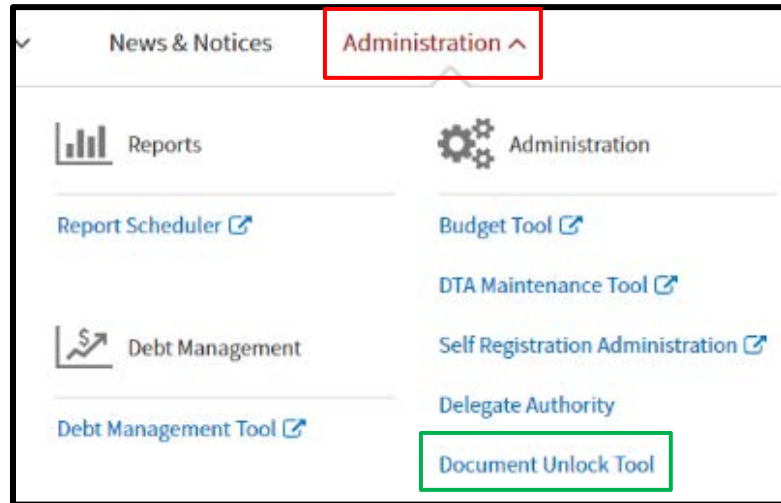 News & Notices
Administration
Reports
Report Scheduler
Debt Management
Debt Management Tool
Administration
Budget Tool
DTA Maintenance Tool
Self Registration Administration
Delegate Authority
Document Unlock Tool